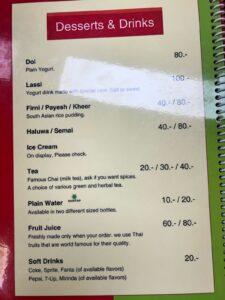 Desserts & Drinks
Doi 80.-
Plain Yogurt.
Lassi 100.-
Yogurt drink made with special care. Salt or sweet.
Firni / Payesh / Kheer 40.- / 80.-
South Asian rice pudding.
Haluwa / Semai 40.- / 80.-
Ice Cream
On display, Please check.
Tea 20.- / 30.- / 40.-
Famous Chai (milk tea), ask if you want spices.
A choice of various green and herbal tea.
Plain Water 10.- / 20.-
Available in two different sized bottles.
Fruit Juice 60.- / 80.-
Freshly made only when your order. we use Thai
fruits that are world famous for their quality.
Soft Drinks 20.-
Coke, Sprite, Fanta (of available flavors)
Pepsi, 7-Up, Mirinda (of available flavors)